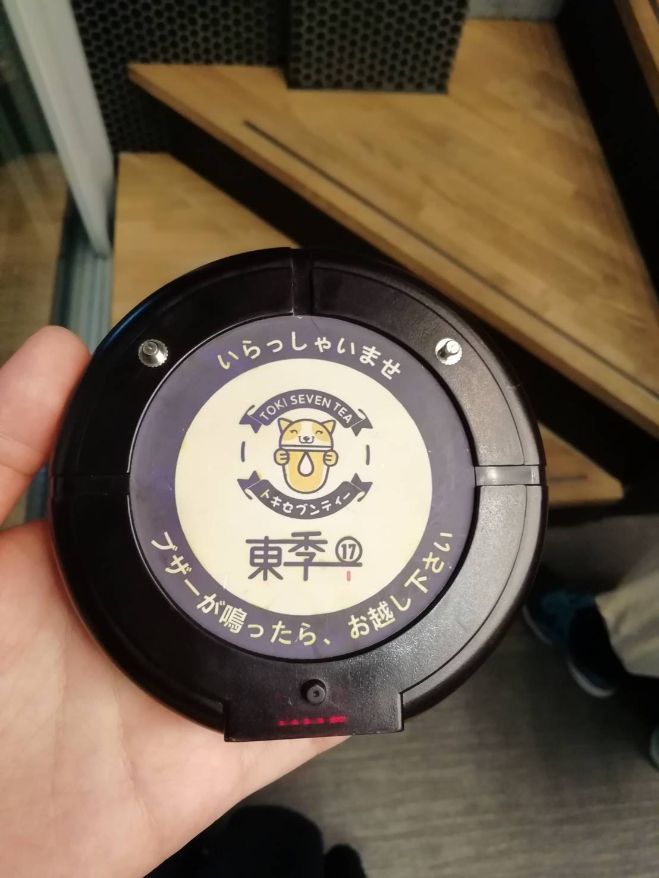 いらっしゃいませ
TOKI SEVEN TEA
トキセブンティー
東季 ⑰
ブザーが鳴ったら、お越し下さい